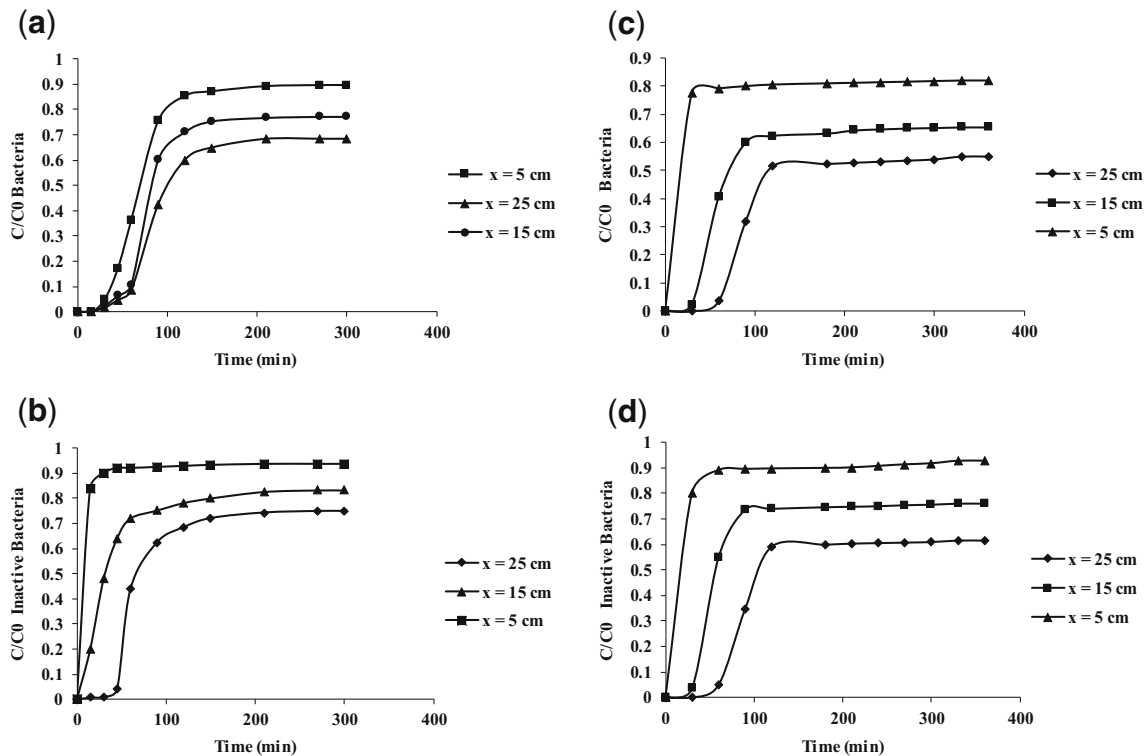 (a)
1
0.9
0.8
0.7
0.6
0.5
0.4
0.3
0.2
0.1
0
C/C0 Bacteria
0 100 200 300 400
Time (min)
x = 5 cm
x = 25 cm
x = 15 cm
(c)
0.9
0.8
0.7
0.6
0.5
0.4
0.3
0.2
0.1
0
C/C0 Bacteria
0 100 200 300 400
Time (min)
x = 25 cm
x = 15 cm
x = 5 cm
(b)
1
0.9
0.8
0.7
0.6
0.5
0.4
0.3
0.2
0.1
0
C/C0 Inactive Bacteria
0 100 200 300 400
Time (min)
x = 25 cm
x = 15 cm
x = 5 cm
(d)
1
0.9
0.8
0.7
0.6
0.5
0.4
0.3
0.2
0.1
0
C/C0 Inactive Bacteria
0 100 200 300 400
Time (min)
x = 25 cm
x = 15 cm
x = 5 cm